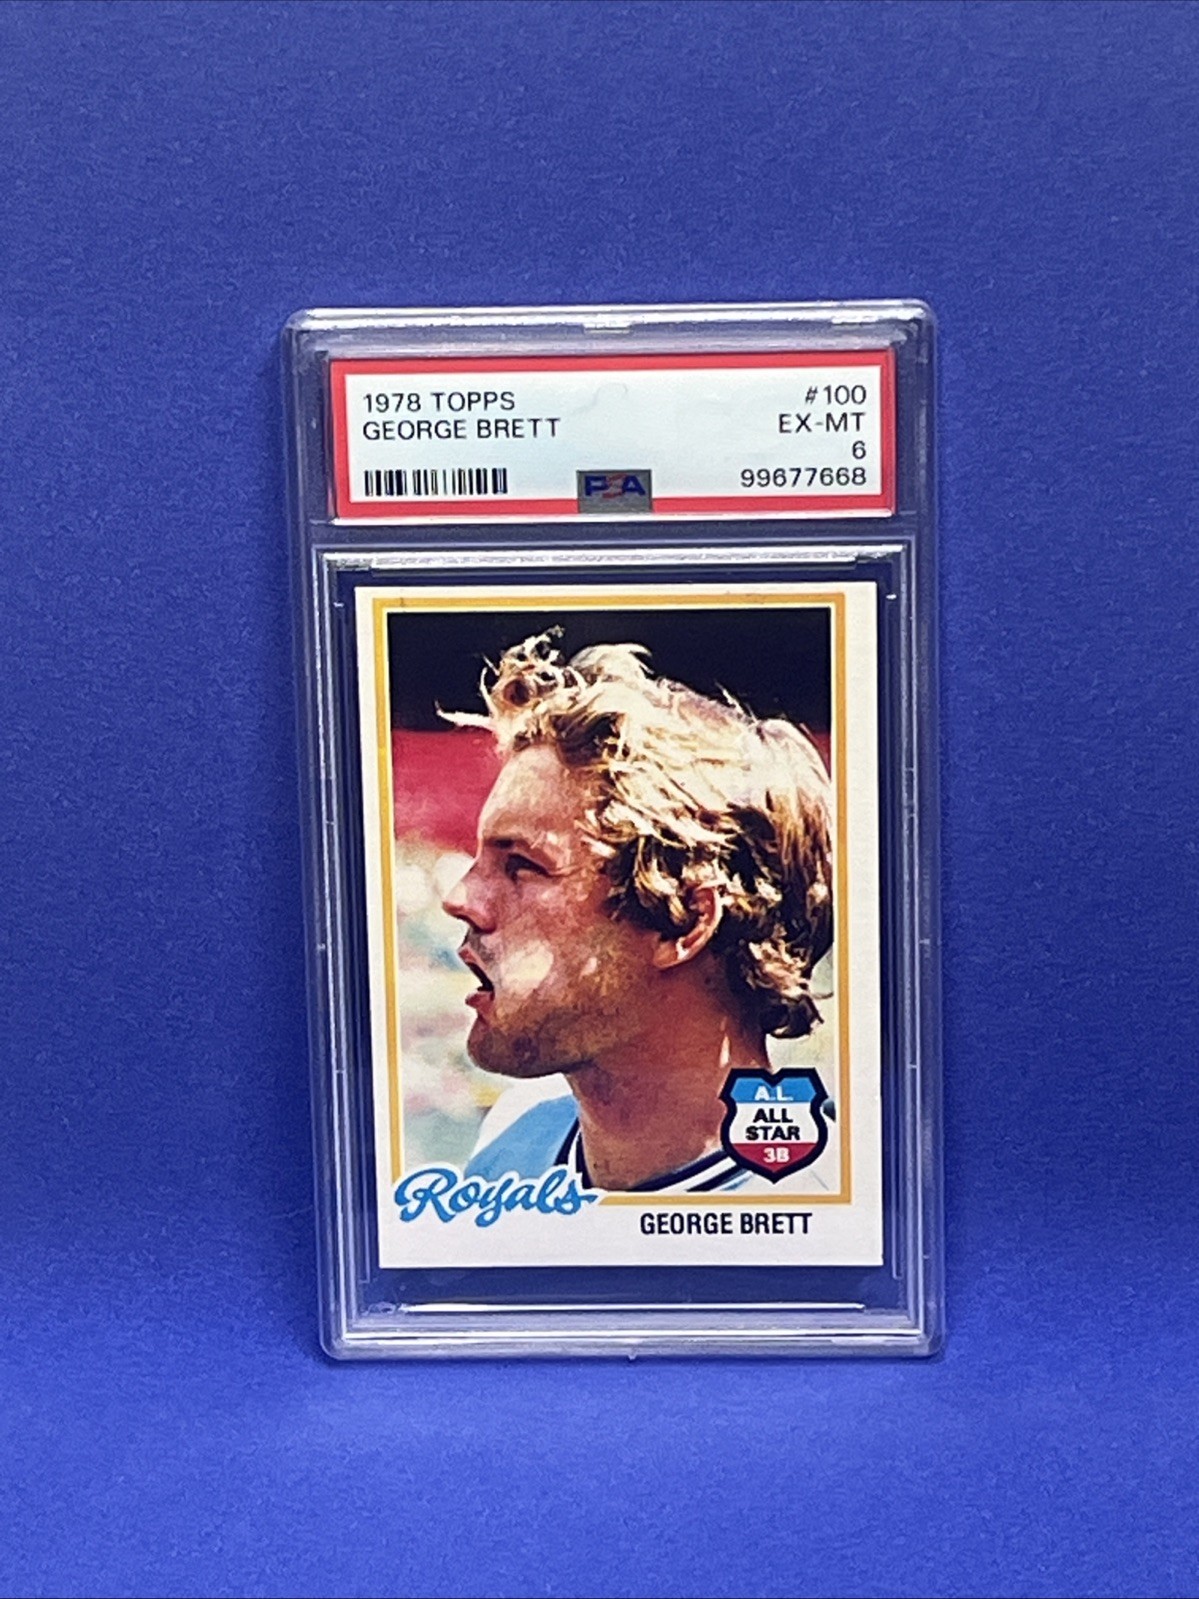 1978 TOPPS #100
GEORGE BRETT EX-MT
6
PSA 99677668
A.L.
ALL
STAR
3B
Royals
GEORGE BRETT